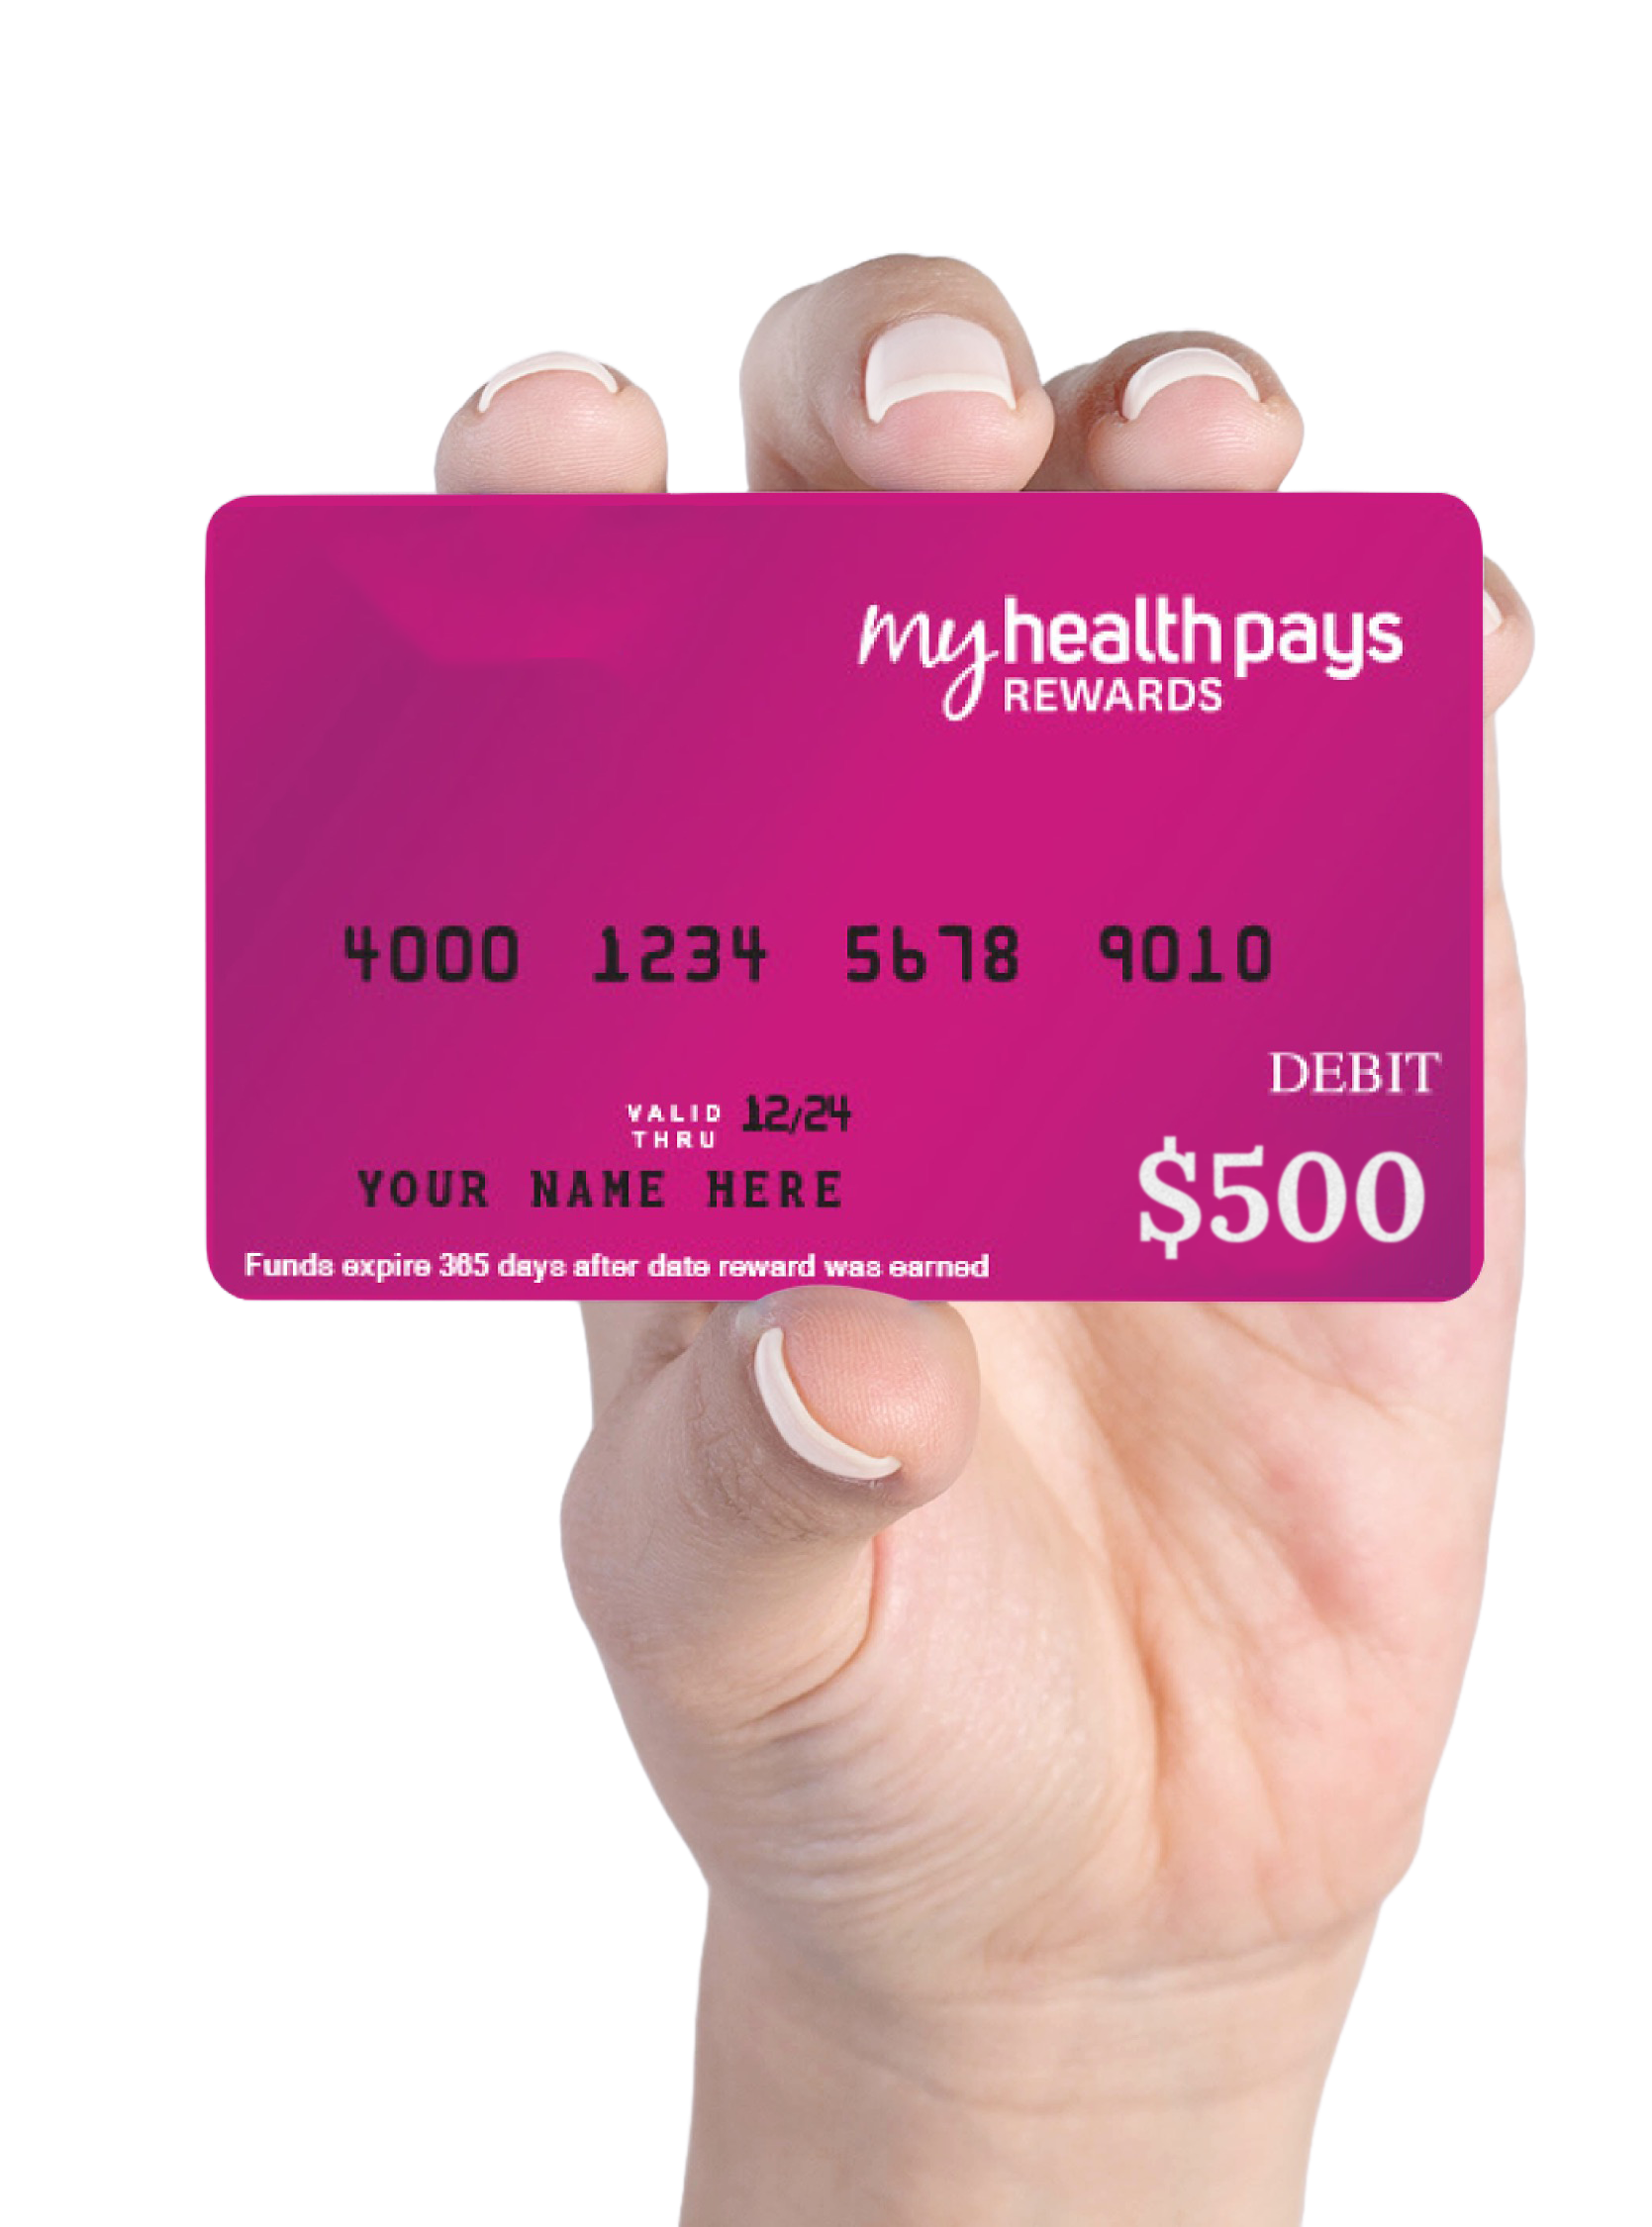 my health pays
REWARDS
4000 1234 5678 9010
DEBIT
VALID THRU 12/24
$500
YOUR NAME HERE
Funds expire 365 days after date reward was earned